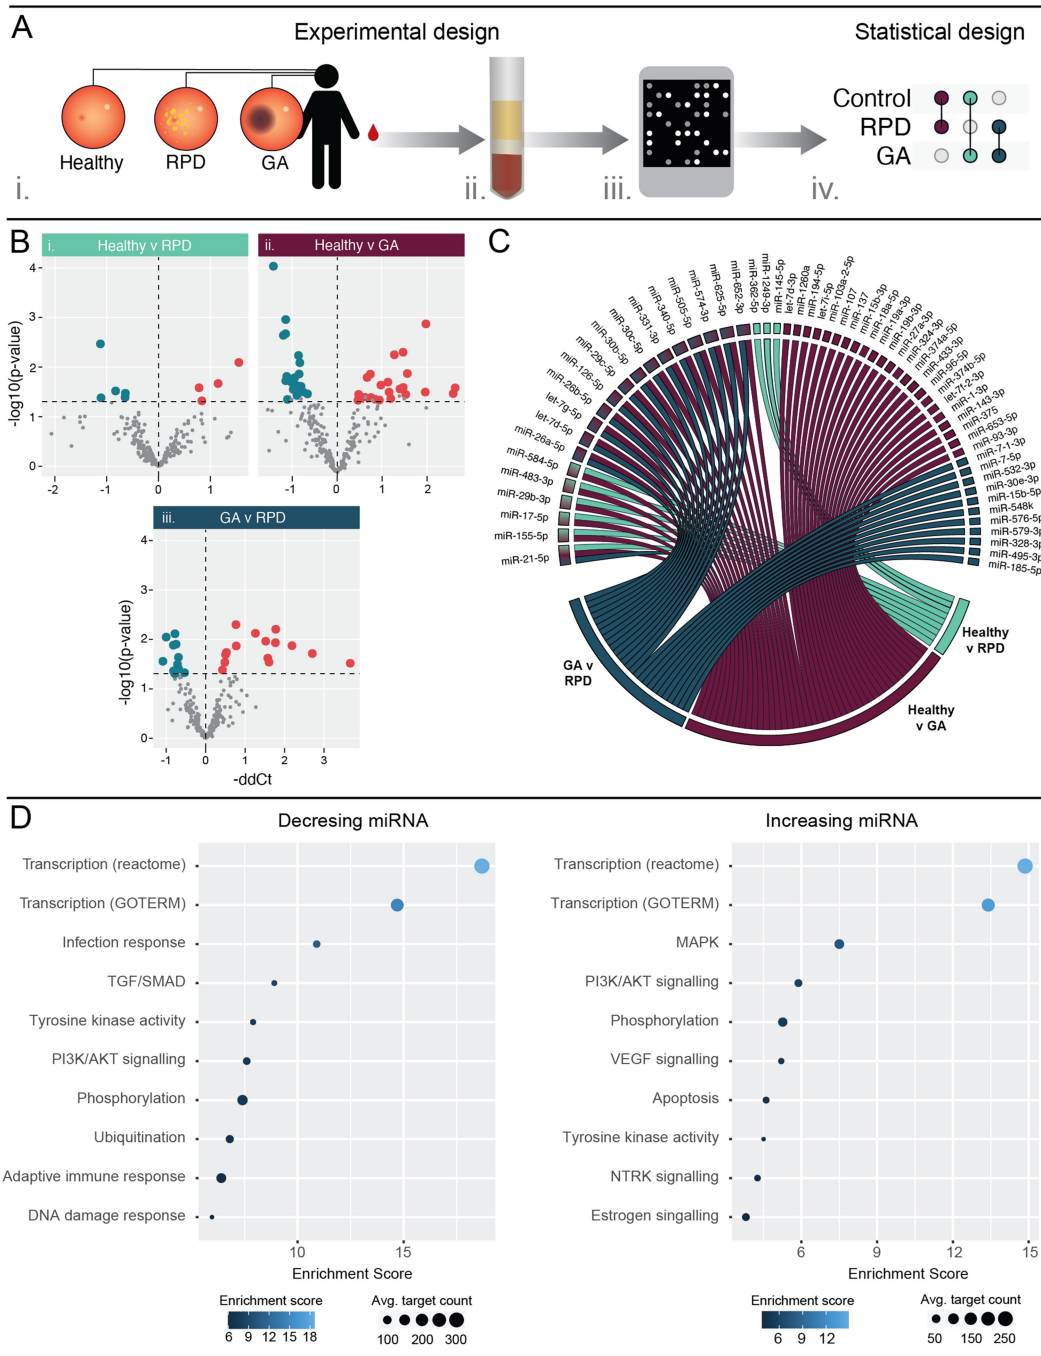 A
Experimental design
Statistical design
Healthy
RPD
GA
Control
RPD
GA
i.
ii.
iii.
iv.
B
i. Healthy v RPD
ii. Healthy v GA
-log10(p-value)
4
3
2
1
0
-2
-1
0
1
-1
0
1
2
iii. GA v RPD
-log10(p-value)
4
3
2
1
0
-1
0
1
2
3
-ddCt
C
miR-21-5p
miR-155-5p
miR-17-5p
miR-29b-3p
miR-483-3p
miR-584-5p
miR-26a-5p
let-7d-5p
let-7g-5p
miR-26b-5p
miR-126-5p
miR-29c-5p
miR-30b-5p
miR-30c-5p
miR-331-3p
miR-340-5p
miR-505-5p
miR-574-3p
miR-625-5p
miR-652-3p
miR-362-5p
miR-1249-3p
miR-145-5p
let-7d-3p
miR-1260a
miR-194-5p
let-7i-5p
miR-103a-2-5p
miR-107
miR-137
miR-15b-3p
miR-18a-5p
miR-19a-3p
miR-19b-3p
miR-27a-3p
miR-324-3p
miR-374a-5p
miR-433-3p
miR-96-5p
miR-374b-5p
let-7f-2-3p
miR-1-3p
miR-143-3p
miR-375
miR-653-5p
miR-93-3p
miR-7-1-3p
miR-7-5p
miR-532-3p
miR-30e-3p
miR-15b-5p
miR-548k
miR-576-5p
miR-579-3p
miR-328-3p
miR-495-3p
miR-185-5p
GA v
RPD
Healthy
v RPD
Healthy
v GA
D
Decresing miRNA
Transcription (reactome)
Transcription (GOTERM)
Infection response
TGF/SMAD
Tyrosine kinase activity
PI3K/AKT signalling
Phosphorylation
Ubiquitination
Adaptive immune response
DNA damage response
10
15
Enrichment Score
Enrichment score
6 9 12 15 18
Avg. target count
100 200 300
Increasing miRNA
Transcription (reactome)
Transcription (GOTERM)
MAPK
PI3K/AKT signalling
Phosphorylation
VEGF signalling
Apoptosis
Tyrosine kinase activity
NTRK signalling
Estrogen singalling
6
9
12
15
Enrichment Score
Enrichment score
6 9 12
Avg. target count
50 150 250